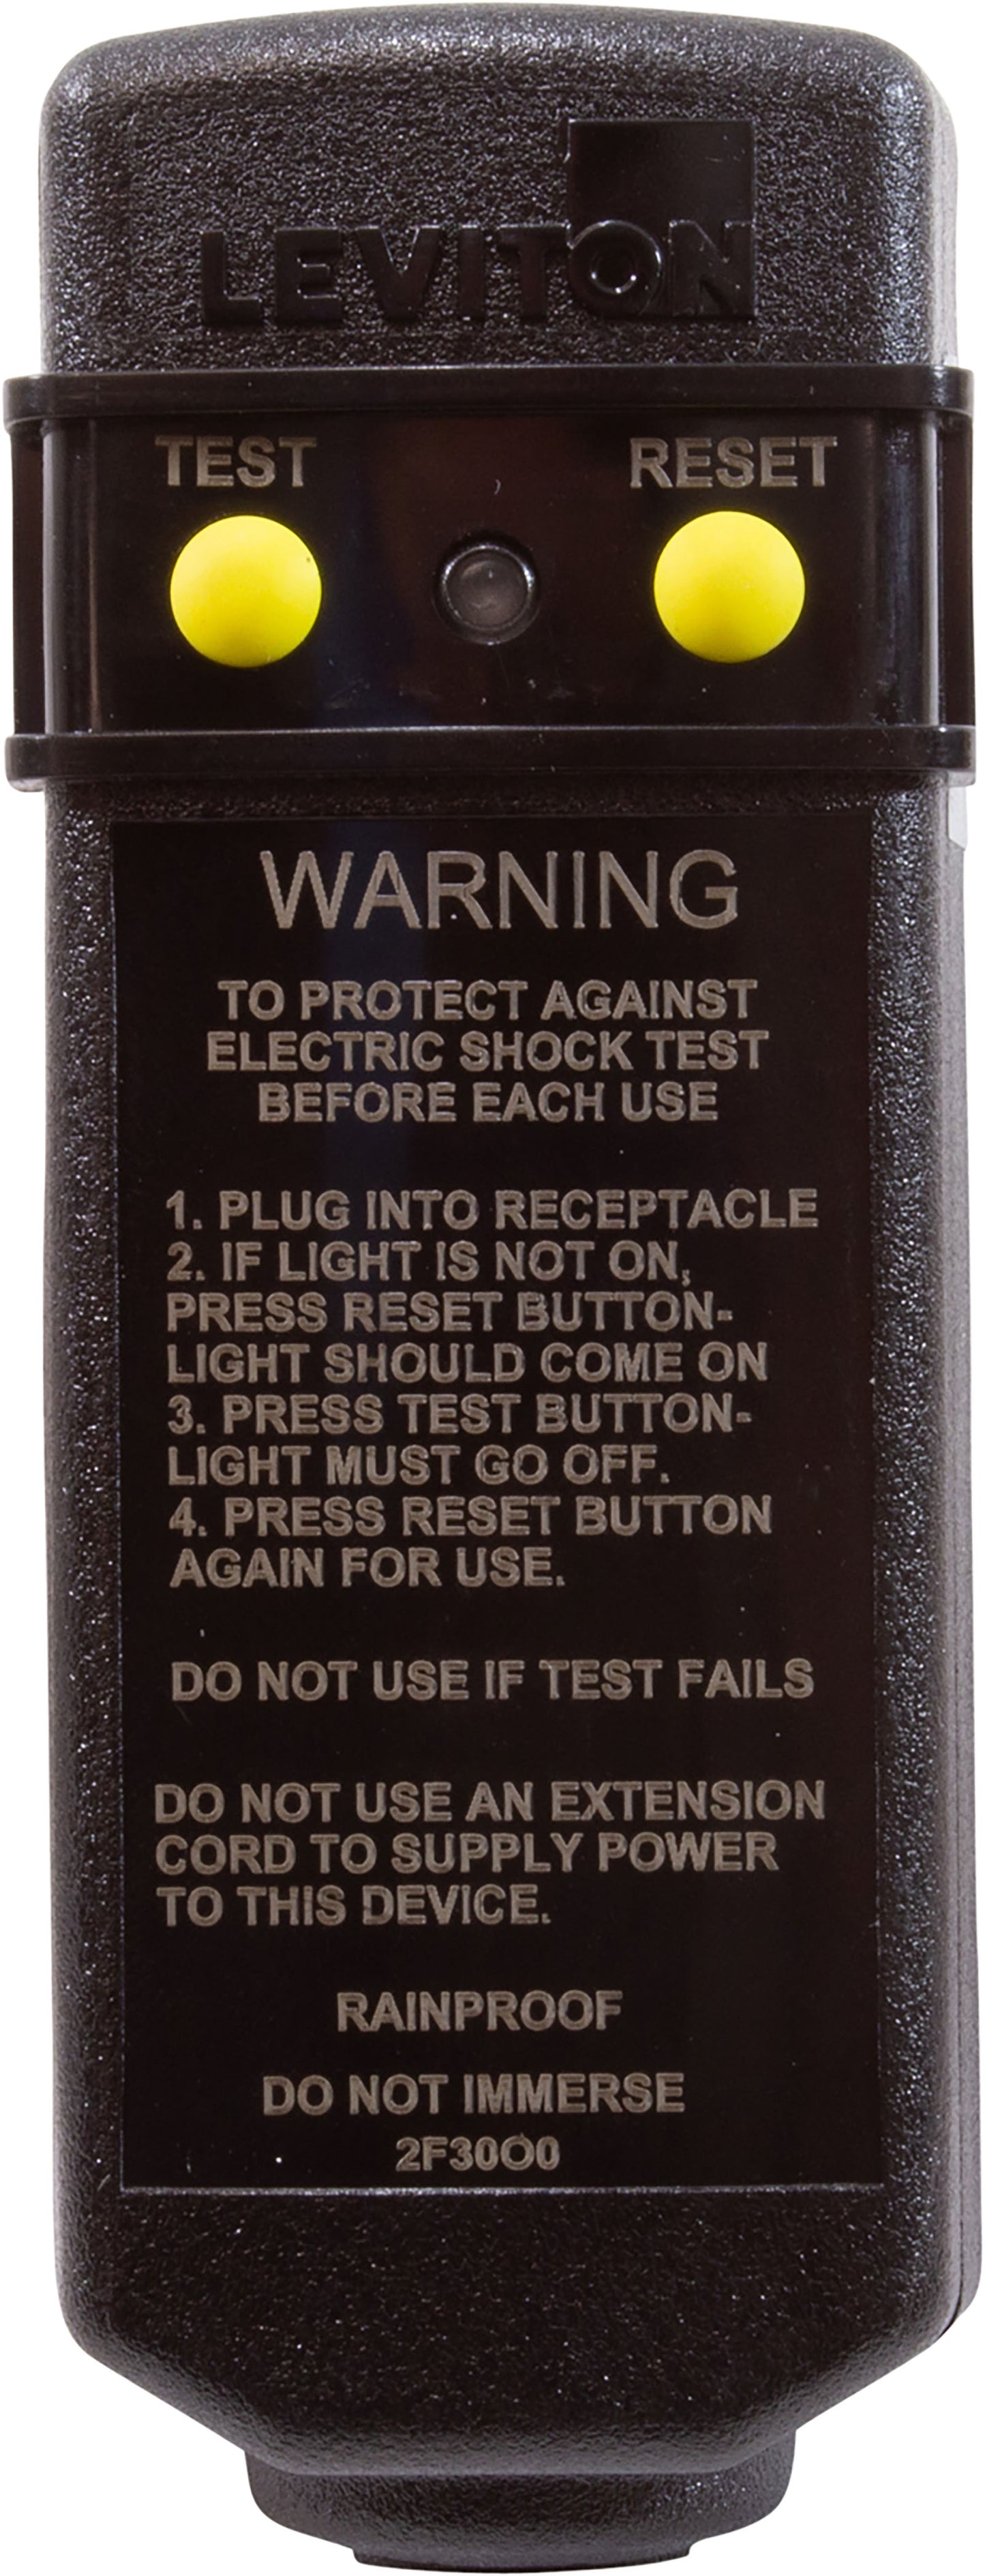 LEVITON
TEST RESET
WARNING
TO PROTECT AGAINST
ELECTRIC SHOCK TEST
BEFORE EACH USE
1. PLUG INTO RECEPTACLE
2. IF LIGHT IS NOT ON,
PRESS RESET BUTTON-
LIGHT SHOULD COME ON
3. PRESS TEST BUTTON-
LIGHT MUST GO OFF.
4. PRESS RESET BUTTON
AGAIN FOR USE.
DO NOT USE IF TEST FAILS
DO NOT USE AN EXTENSION
CORD TO SUPPLY POWER
TO THIS DEVICE.
RAINPROOF
DO NOT IMMERSE
2F3000